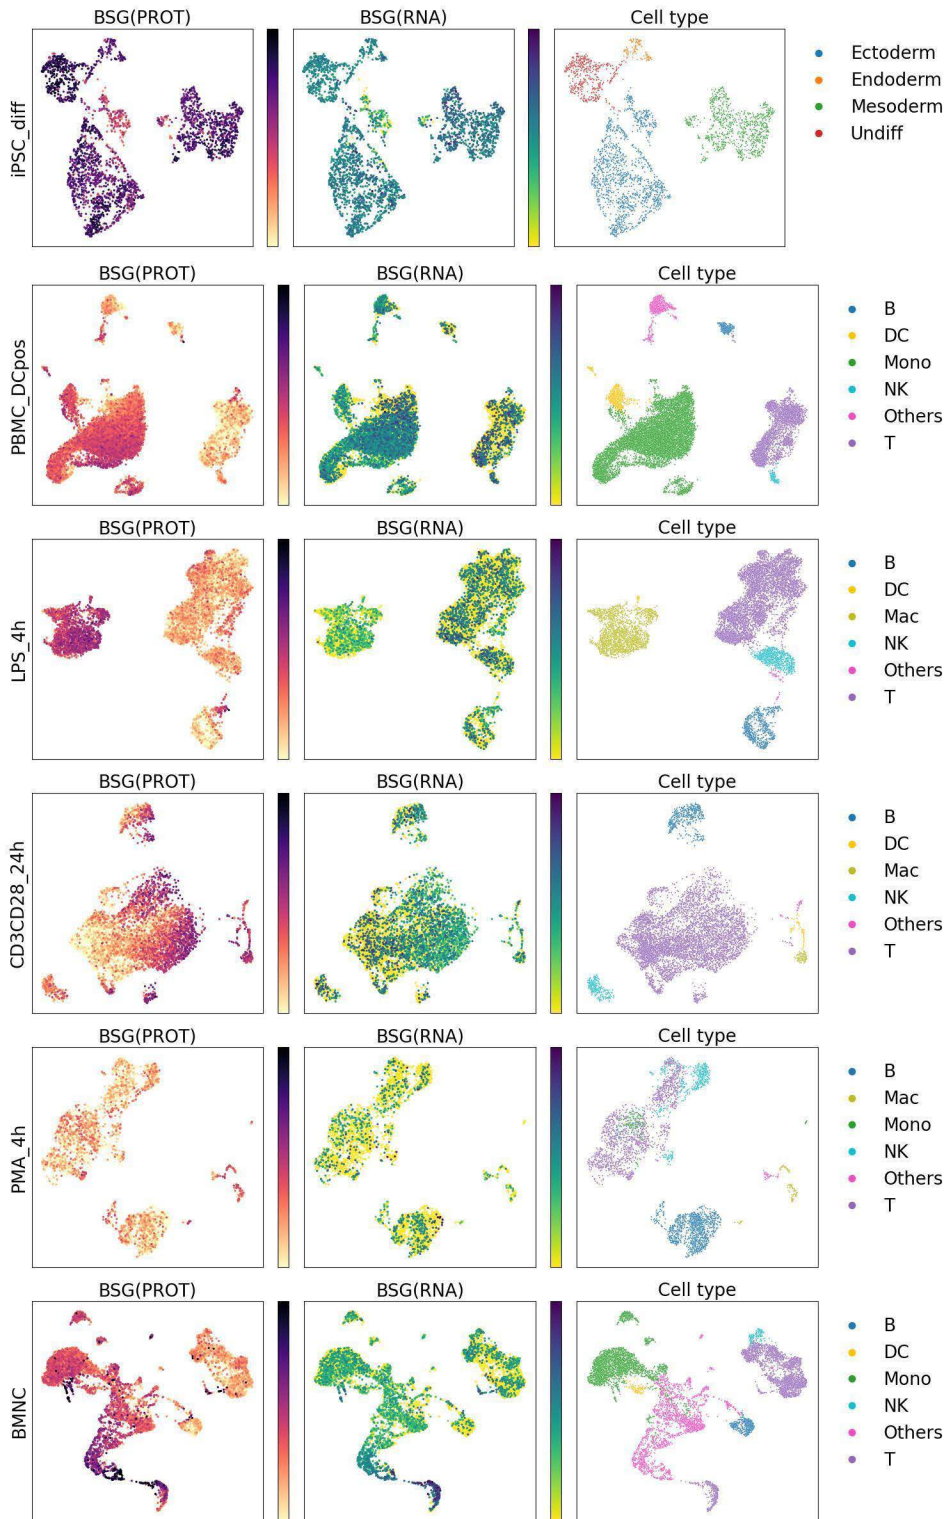 BSG(PROT) BSG(RNA) Cell type
iPSC_diff
Ectoderm
Endoderm
Mesoderm
Undiff
BSG(PROT) BSG(RNA) Cell type
PBMC_DCpos
B
DC
Mono
NK
Others
T
BSG(PROT) BSG(RNA) Cell type
LPS_4h
B
DC
Mac
NK
Others
T
BSG(PROT) BSG(RNA) Cell type
CD3CD28_24h
B
DC
Mac
NK
Others
T
BSG(PROT) BSG(RNA) Cell type
PMA_4h
B
Mac
Mono
NK
Others
T
BSG(PROT) BSG(RNA) Cell type
BMNC
B
DC
Mono
NK
Others
T